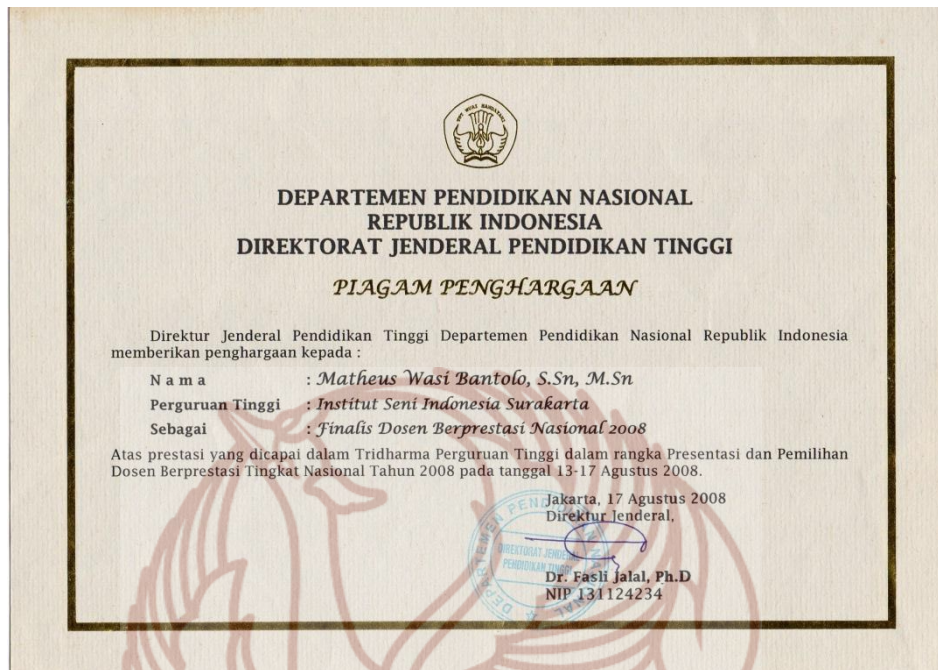 TUT WURI HANDAYANI
DEPARTEMEN PENDIDIKAN NASIONAL
REPUBLIK INDONESIA
DIREKTORAT JENDERAL PENDIDIKAN TINGGI
PIAGAM PENGHARGAAN
Direktur Jenderal Pendidikan Tinggi Departemen Pendidikan Nasional Republik Indonesia
memberikan penghargaan kepada :
N a m a : Matheus Wasi Bantolo, S.Sn, M.Sn
Perguruan Tinggi : Institut Seni Indonesia Surakarta
Sebagai : Finalis Dosen Berprestasi Nasional 2008
Atas prestasi yang dicapai dalam Tridharma Perguruan Tinggi dalam rangka Presentasi dan Pemilihan
Dosen Berprestasi Tingkat Nasional Tahun 2008 pada tanggal 13-17 Agustus 2008.
Jakarta, 17 Agustus 2008
Direktur Jenderal,
DEPARTEMEN PENDIDIKAN NASIONAL
DIREKTORAT JENDERAL
PENDIDIKAN TINGGI
Dr. Fasli Jalal, Ph.D
NIP 131124234